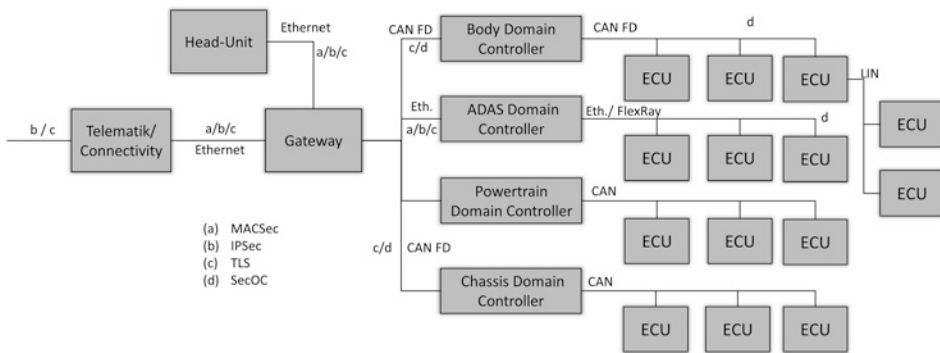 Ethernet
Head-Unit
a/b/c
CAN FD
c/d
Body Domain
Controller
CAN FD
d
ECU
ECU
ECU
LIN
ECU
ECU
b / c
Telematik/
Connectivity
a/b/c
Ethernet
Gateway
Eth.
a/b/c
ADAS Domain
Controller
Eth./ FlexRay
d
ECU
ECU
ECU
Powertrain
Domain Controller
CAN
ECU
ECU
ECU
c/d
CAN FD
Chassis Domain
Controller
CAN
ECU
ECU
ECU
(a) MACSec
(b) IPSec
(c) TLS
(d) SecOC